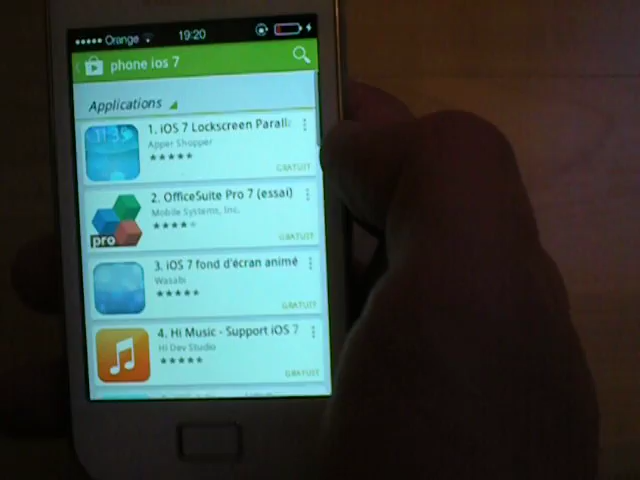 Orange 19:20
phone ios 7
Applications
1. iOS 7 Lockscreen Paralla
Apper Shopper
GRATUIT
2. OfficeSuite Pro 7 (essai)
Mobile Systems, Inc.
pro
GRATUIT
3. iOS 7 fond d'écran animé
Wasabi
GRATUIT
4. Hi Music - Support iOS 7
Hi Dev Studio
GRATUIT